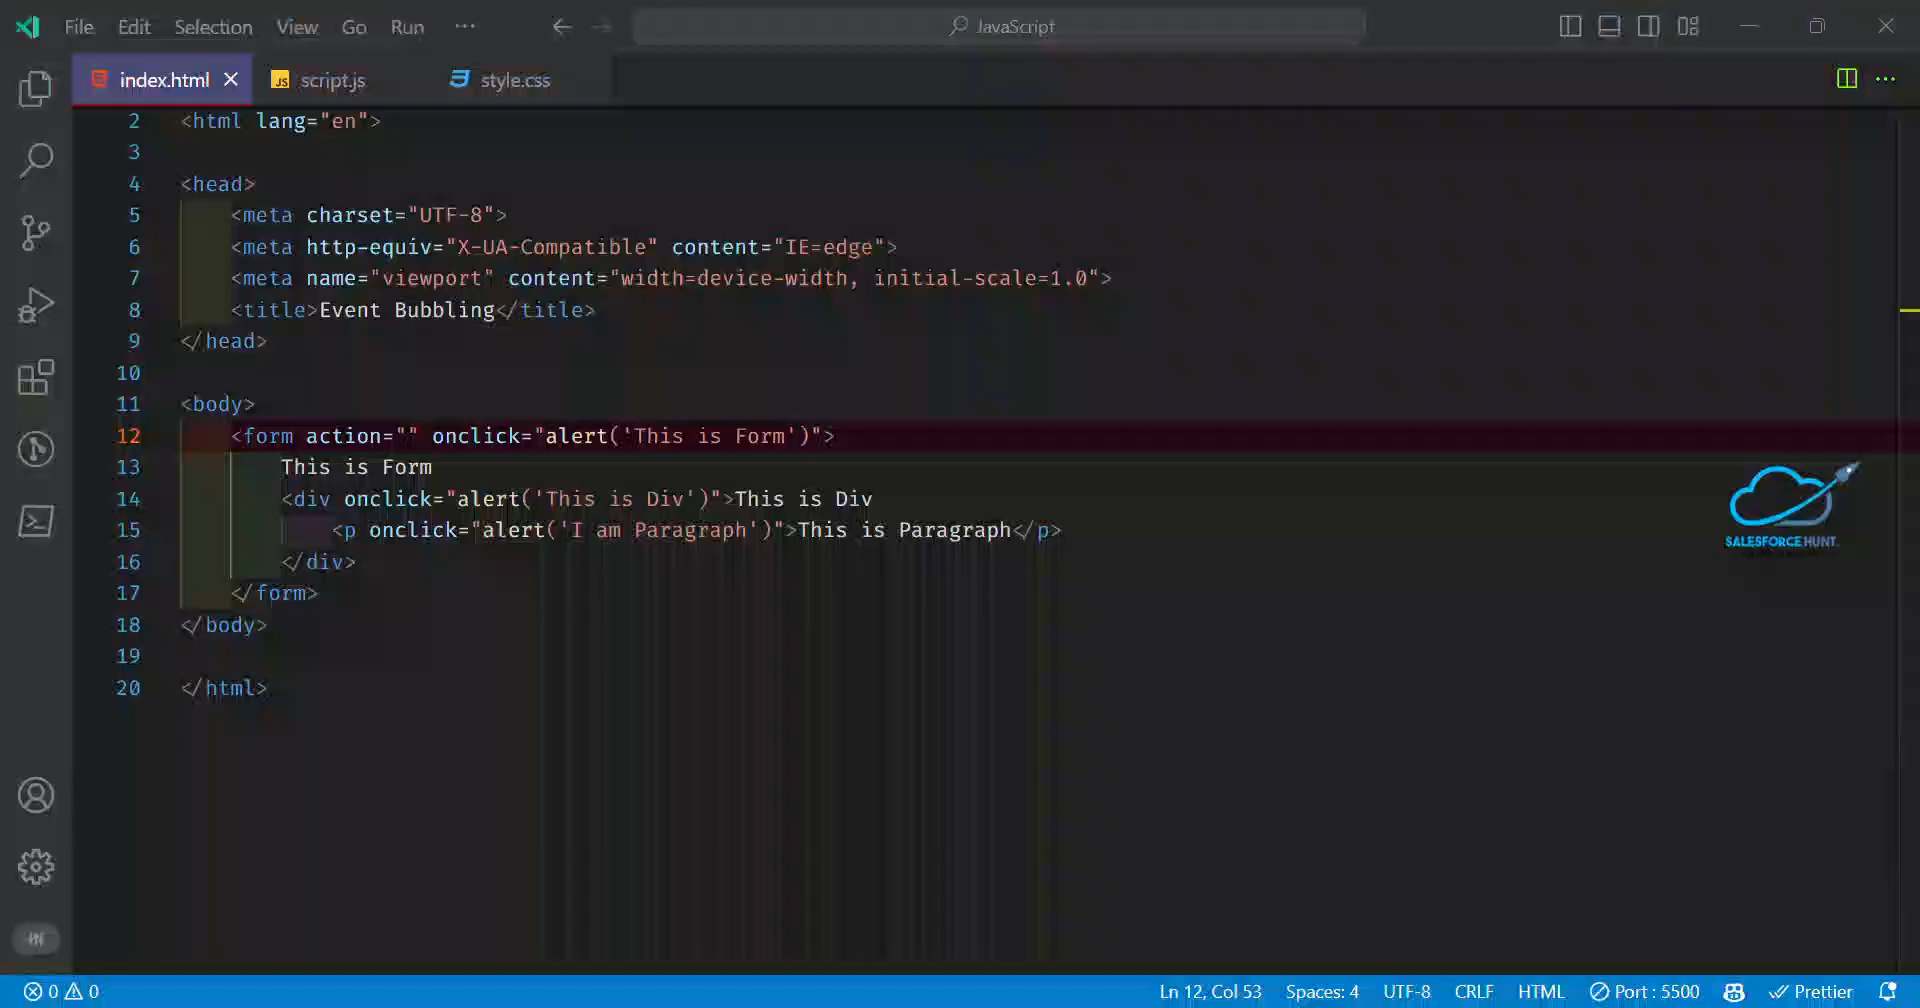 File Edit Selection View Go Run ··· JavaScript
index.html script.js style.css
2 <html lang="en">
3
4 <head>
5 <meta charset="UTF-8">
6 <meta http-equiv="X-UA-Compatible" content="IE=edge">
7 <meta name="viewport" content="width=device-width, initial-scale=1.0">
8 <title>Event Bubbling</title>
9 </head>
10
11 <body>
12 <form action="" onclick="alert('This is Form')">
13 This is Form
14 <div onclick="alert('This is Div')">This is Div
15 <p onclick="alert('I am Paragraph')">This is Paragraph</p>
16 </div>
17 </form>
18 </body>
19
20 </html>
SALESFORCE HUNT.
0 0 Ln 12, Col 53 Spaces: 4 UTF-8 CRLF HTML Port : 5500 Prettier